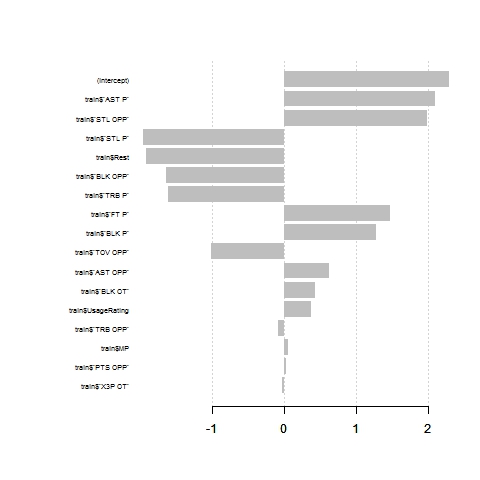 (Intercept)
train$`AST P`
train$`STL OPP`
train$`STL P`
train$Rest
train$`BLK OPP`
train$`TRB P`
train$`FT P`
train$`BLK P`
train$`TOV OPP`
train$`AST OPP`
train$`BLK OT`
train$UsageRating
train$`TRB OPP`
train$MP
train$`PTS OPP`
train$`X3P OT`
-1 0 1 2